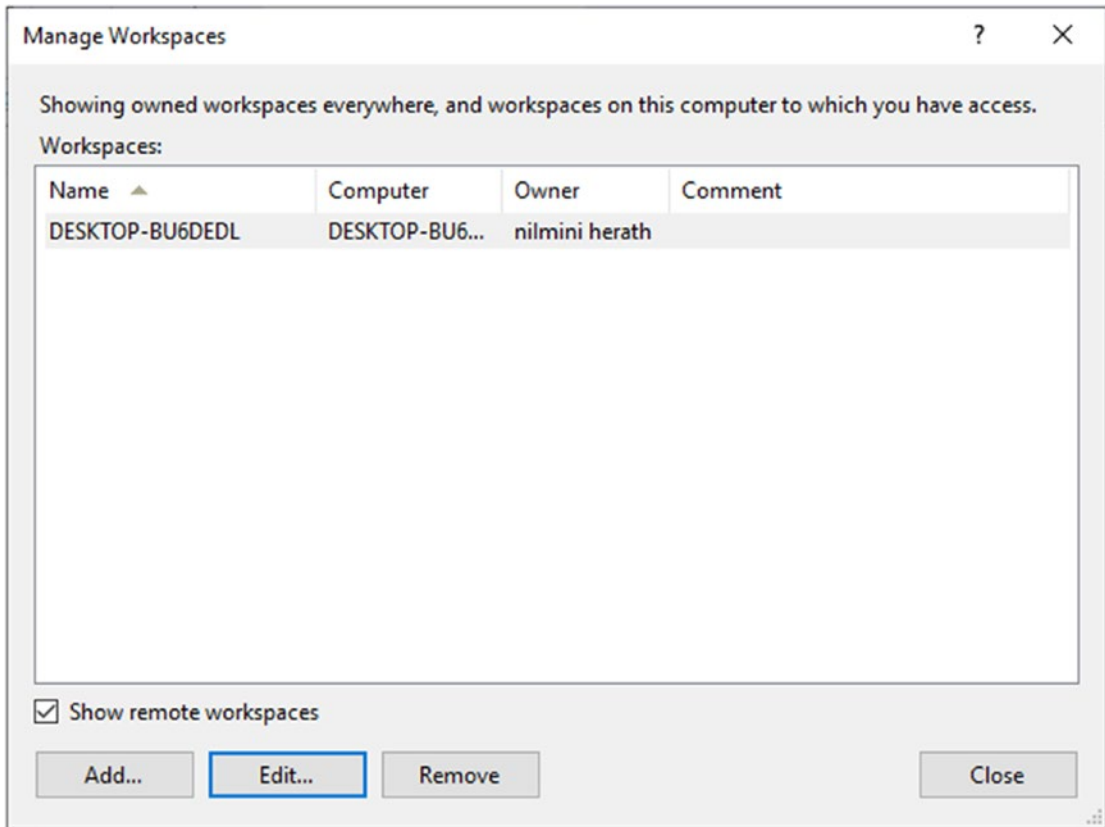 Manage Workspaces ?
Showing owned workspaces everywhere, and workspaces on this computer to which you have access.
Workspaces:
Name Computer Owner Comment
DESKTOP-BU6DEDL DESKTOP-BU6... nilmini herath
Show remote workspaces
Add... Edit... Remove Close